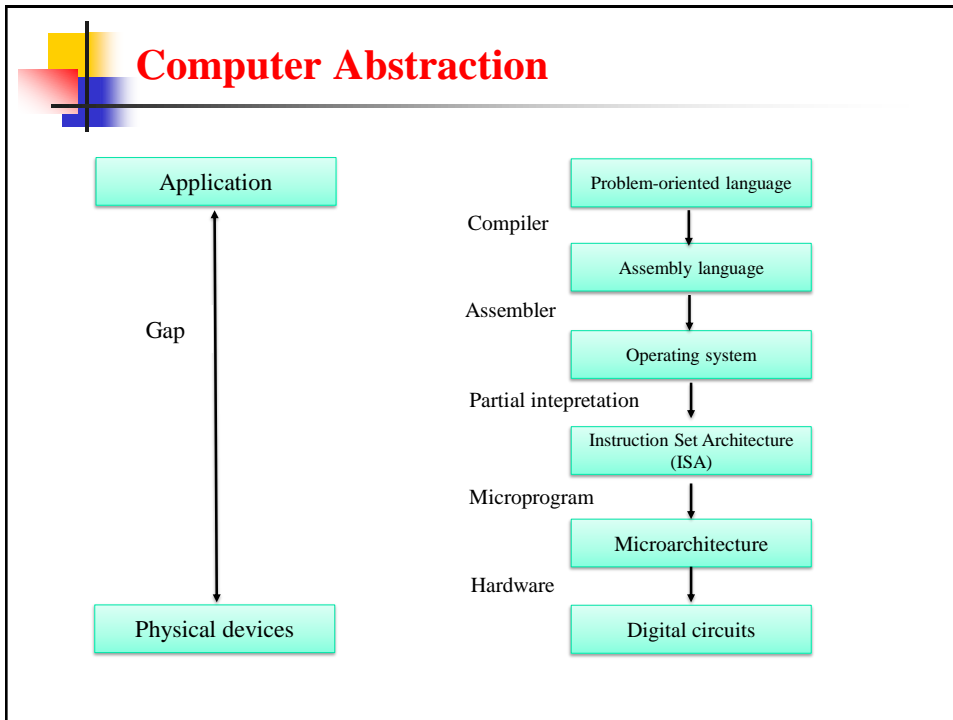 Computer Abstraction
Application
Gap
Physical devices
Problem-oriented language
Compiler
Assembly language
Assembler
Operating system
Partial intepretation
Instruction Set Architecture
(ISA)
Microprogram
Microarchitecture
Hardware
Digital circuits